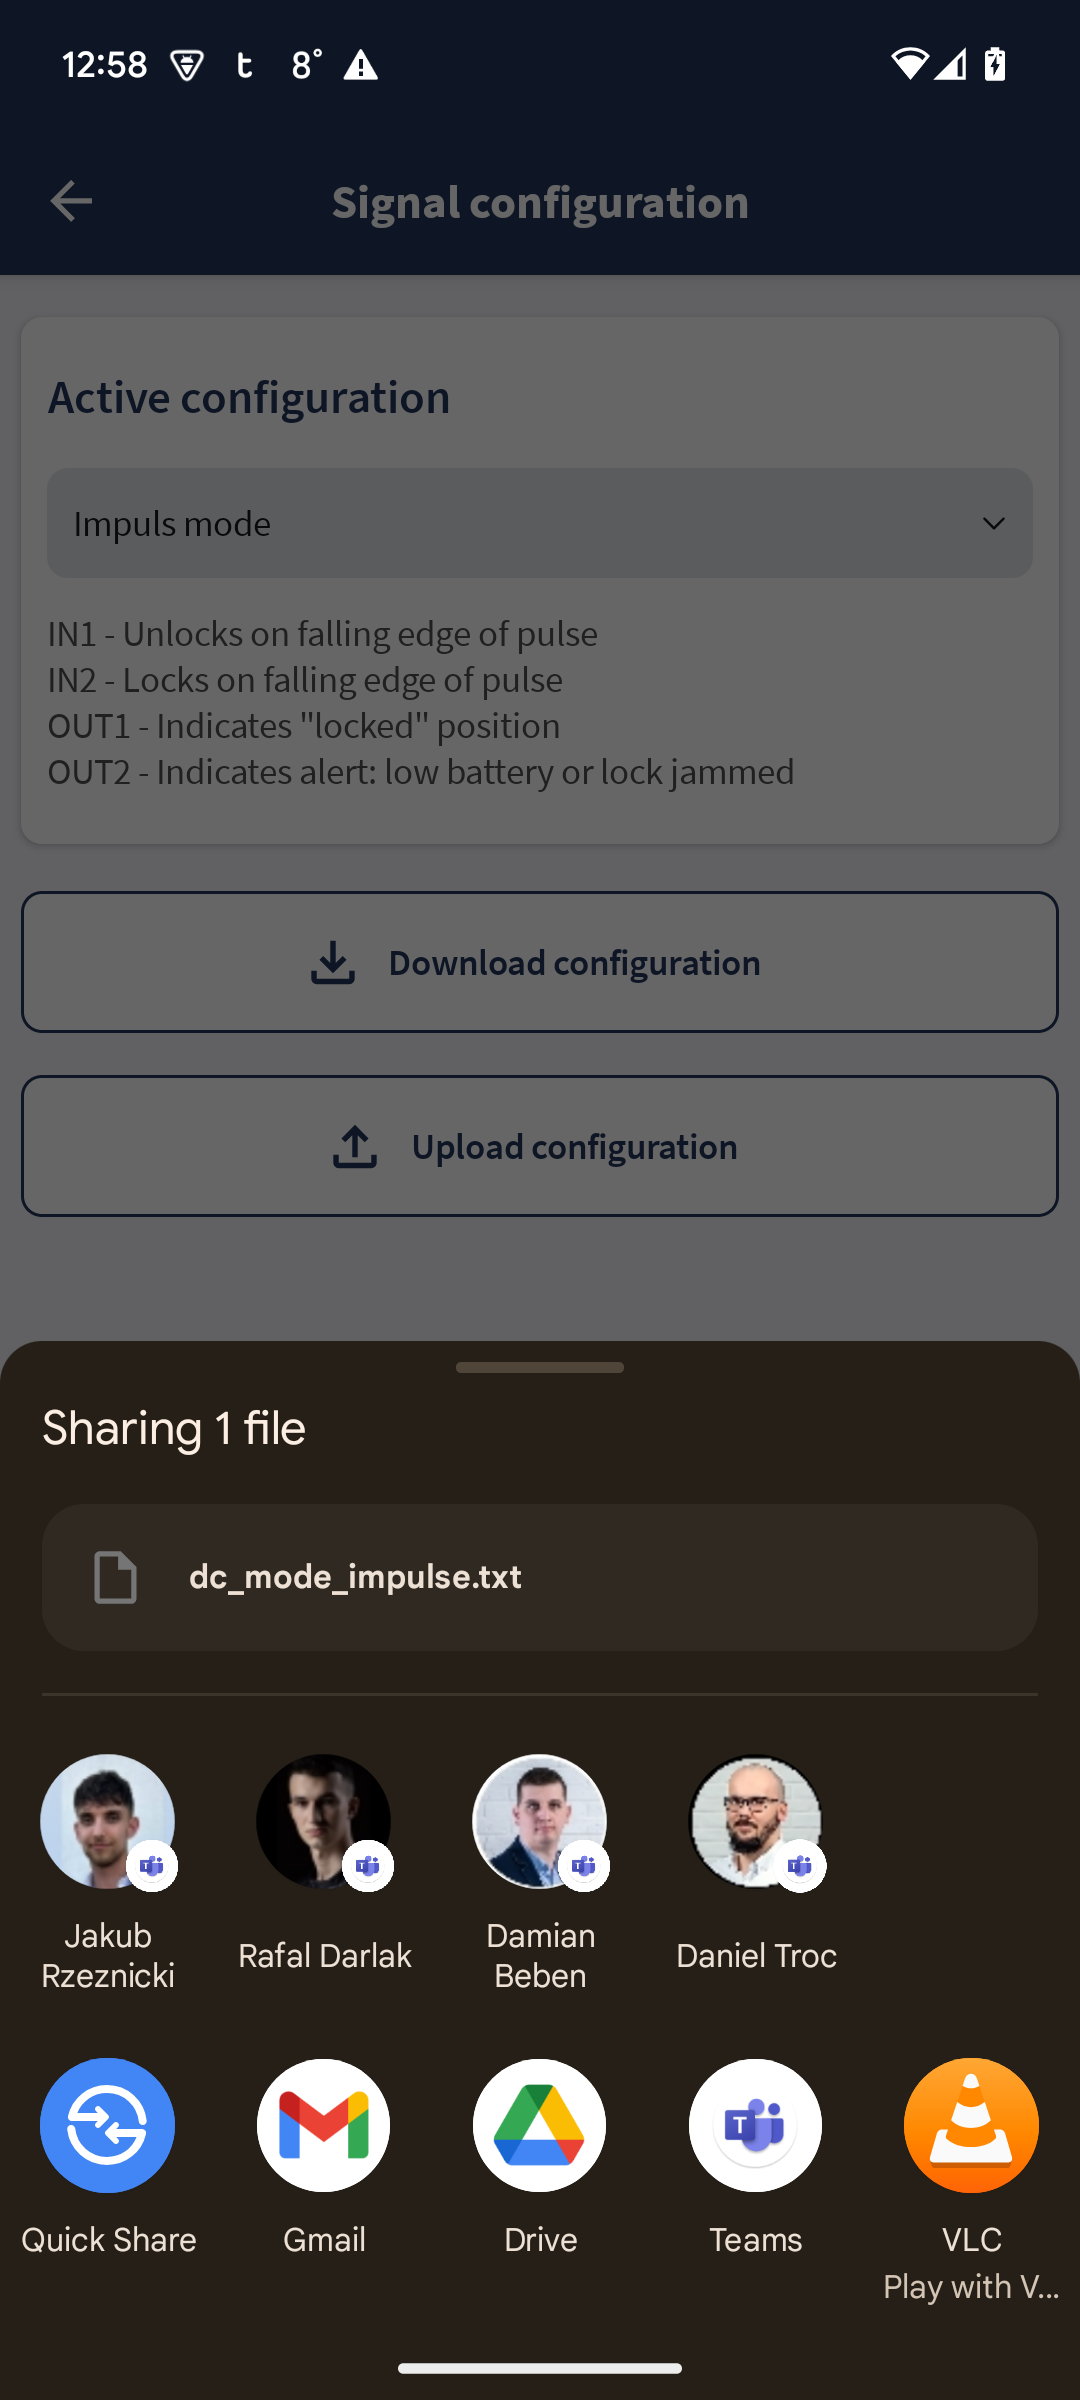 12:58 t 8°
Signal configuration
Active configuration
Impuls mode
IN1 - Unlocks on falling edge of pulse
IN2 - Locks on falling edge of pulse
OUT1 - Indicates "locked" position
OUT2 - Indicates alert: low battery or lock jammed
Download configuration
Upload configuration
Sharing 1 file
dc_mode_impulse.txt
Jakub
Rzeznicki
Rafal Darlak
Damian
Beben
Daniel Troc
Quick Share
Gmail
Drive
Teams
VLC
Play with V...